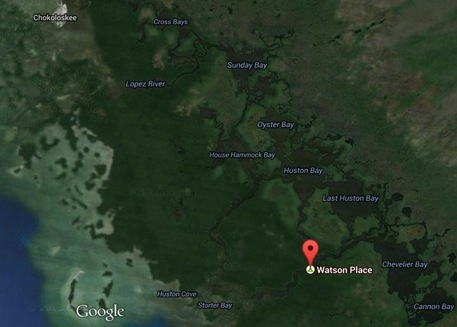 Chokoloskee
Cross Bays
Sunday Bay
Lopez River
Oyster Bay
House Hammock Bay
Huston Bay
Last Huston Bay
Watson Place
Chevelier Bay
Huston Cove
Storter Bay
Cannon Bay
Google